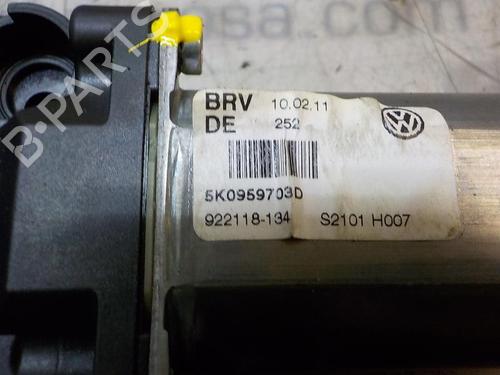 BRV 10.02.11
DE 252
5K0959703D
922118-134 S2101 H007
B-PARTS